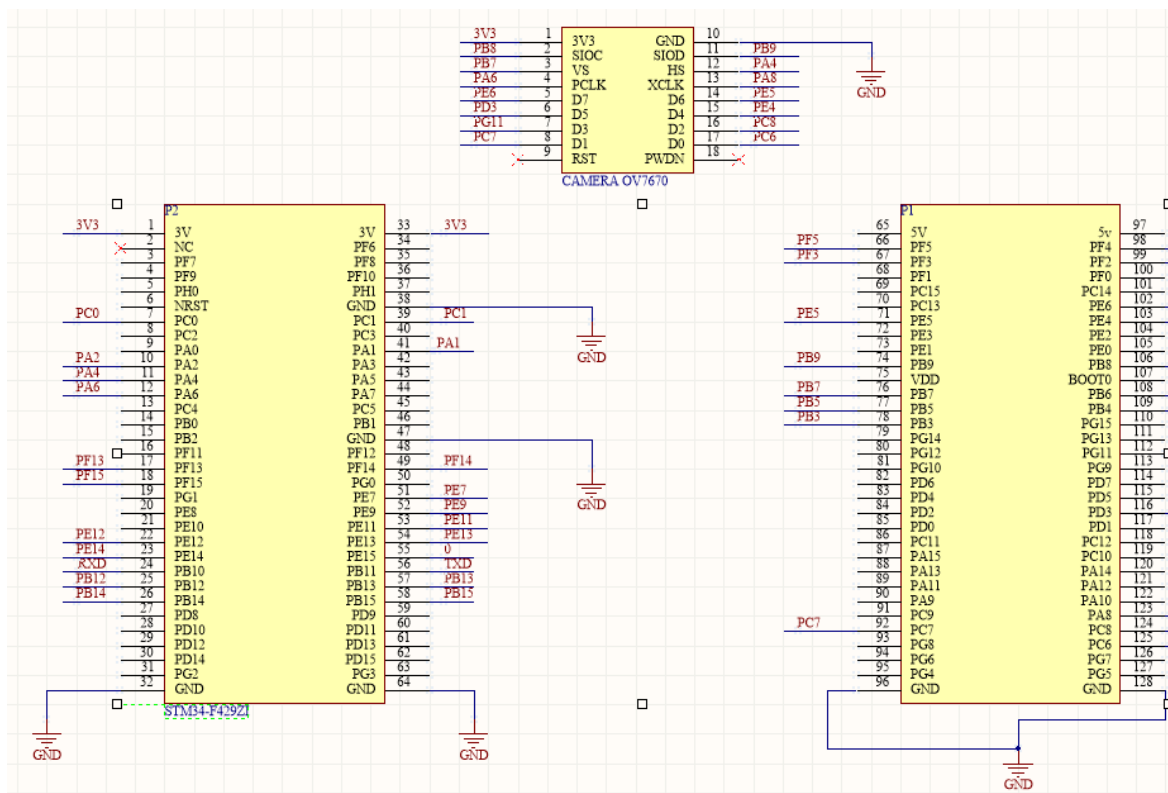 3V3 1 3V3 GND 10
PB8 2 SIOC SIOD 11 PB9
PB7 3 VS HS 12 PA4
PA6 4 PCLK XCLK 13 PA8
PE6 5 D7 D6 14 PE5
PD3 6 D5 D4 15 PE4
PG11 7 D3 D2 16 PC8
PC7 8 D1 D0 17 PC6
9 RST PWDN 18
GND
CAMERA OV7670
P2
3V3 1 3V 3V 33 3V3
2 NC PF6 34
3 PF7 PF8 35
4 PF9 PF10 36
5 PH0 PH1 37
6 NRST GND 38
PC0 7 PC0 PC1 39 PC1
8 PC2 PC3 40
9 PA0 PA1 41 PA1
PA2 10 PA2 PA3 42
PA4 11 PA4 PA5 43
PA6 12 PA6 PA7 44
13 PC4 PC5 45
14 PB0 PB1 46
15 PB2 GND 47
16 PF11 PF12 48
PF13 17 PF13 PF14 49 PF14
PF15 18 PF15 PG0 50
19 PG1 PE7 51 PE7
20 PE8 PE9 52 PE9
21 PE10 PE11 53 PE11
PE12 22 PE12 PE13 54 PE13
PE14 23 PE14 PE15 55 0
RXD 24 PB10 PB11 56 TXD
PB12 25 PB12 PB13 57 PB13
PB14 26 PB14 PB15 58 PB15
27 PD8 PD9 59
28 PD10 PD11 60
29 PD12 PD13 61
30 PD14 PD15 62
31 PG2 PG3 63
32 GND GND 64
GND
GND
STM34-F429ZI
GND
GND
P1
65 5V 5v 97
PF5 66 PF5 PF4 98
PF3 67 PF3 PF2 99
68 PF1 PF0 100
69 PC15 PC14 101
70 PC13 PE6 102
PE5 71 PE5 PE4 103
72 PE3 PE2 104
73 PE1 PE0 105
PB9 74 PB9 PB8 106
75 VDD BOOT0 107
PB7 76 PB7 PB6 108
PB5 77 PB5 PB4 109
PB3 78 PB3 PG15 110
79 PG14 PG13 111
80 PG12 PG11 112
81 PG10 PG9 113
82 PD6 PD7 114
83 PD4 PD5 115
84 PD2 PD3 116
85 PD0 PD1 117
86 PC11 PC12 118
87 PA15 PC10 119
88 PA13 PA14 120
89 PA11 PA12 121
90 PA9 PA10 122
91 PC9 PA8 123
PC7 92 PC7 PC8 124
93 PG8 PC6 125
94 PG6 PG7 126
95 PG4 PG5 127
96 GND GND 128
GND